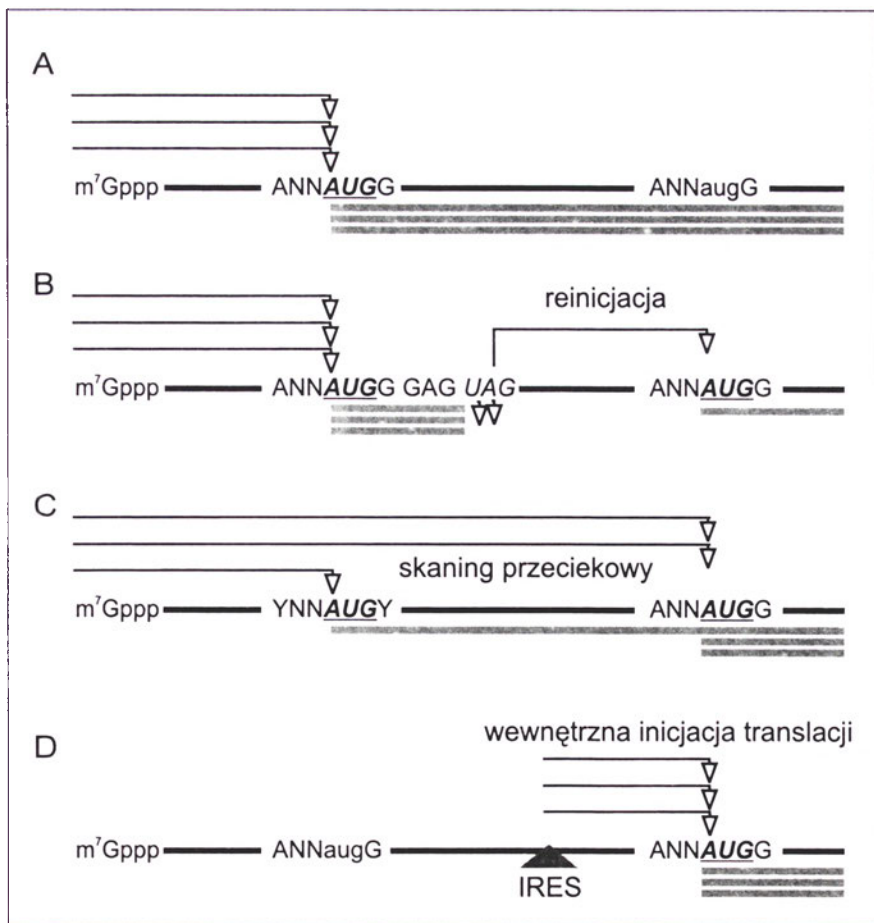 A
m⁷Gppp ANNAUGG ANNaugG
B
reinicjacja
m⁷Gppp ANNAUGG GAG UAG ANNAUGG
C
skaning przeciekowy
m⁷Gppp YNNAUGY ANNAUGG
D
wewnętrzna inicjacja translacji
m⁷Gppp ANNaugG ANNAUGG
IRES